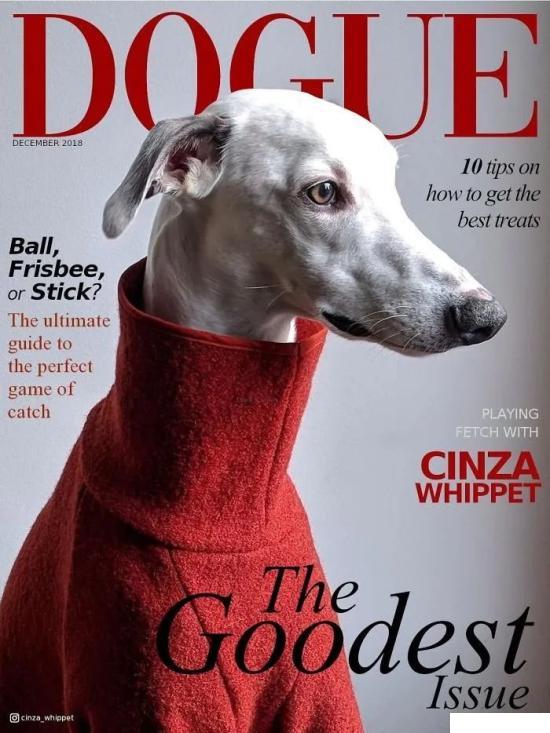 DOGUE
DECEMBER 2018
10 tips on
how to get the
best treats
Ball,
Frisbee,
or Stick?
The ultimate
guide to
the perfect
game of
catch
PLAYING
FETCH WITH
CINZA
WHIPPET
The
Goodest
Issue
cinza_whippet